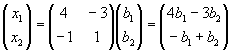 (x₁ x₂) = (4 −3 −1 1)(b₁ b₂) = (4b₁ − 3b₂ −b₁ + b₂)